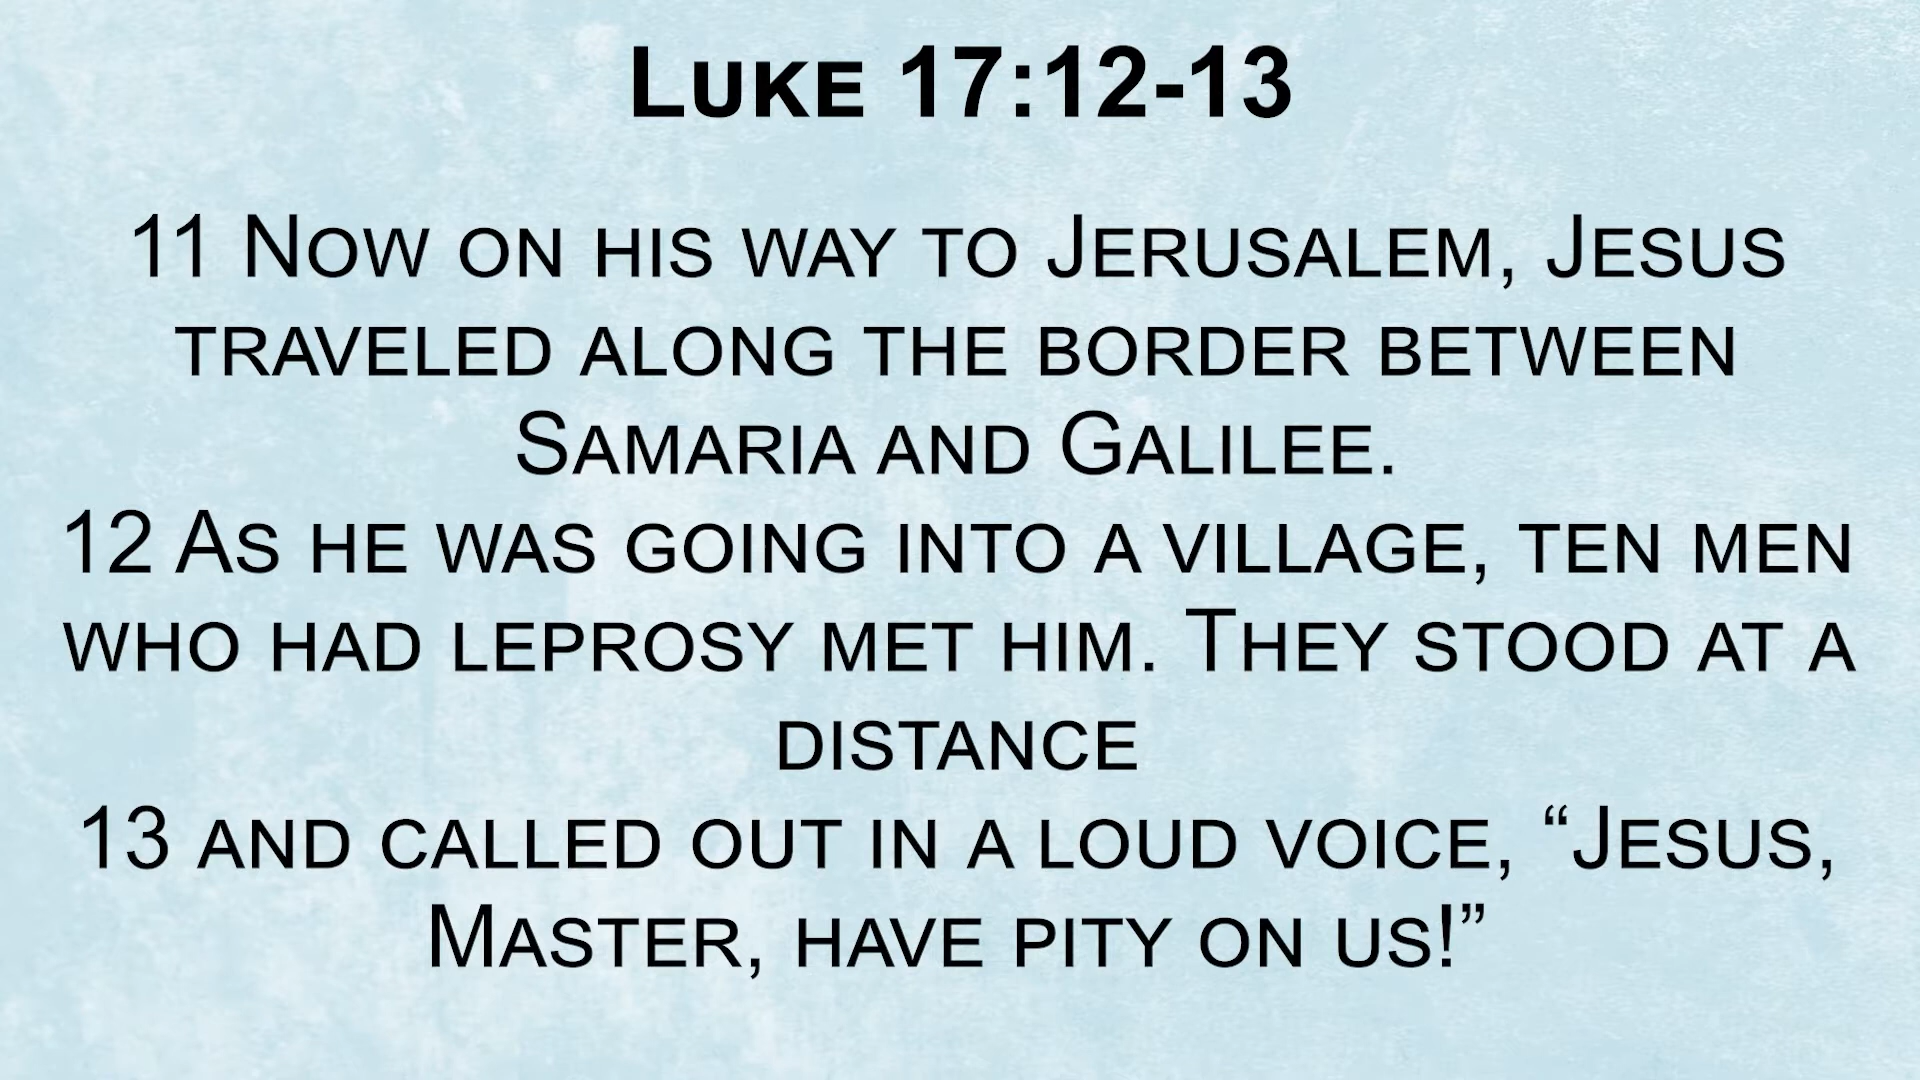 Luke 17:12-13
11 Now on his way to Jerusalem, Jesus
traveled along the border between
Samaria and Galilee.
12 As he was going into a village, ten men
who had leprosy met him. They stood at a
distance
13 and called out in a loud voice, “Jesus,
Master, have pity on us!”